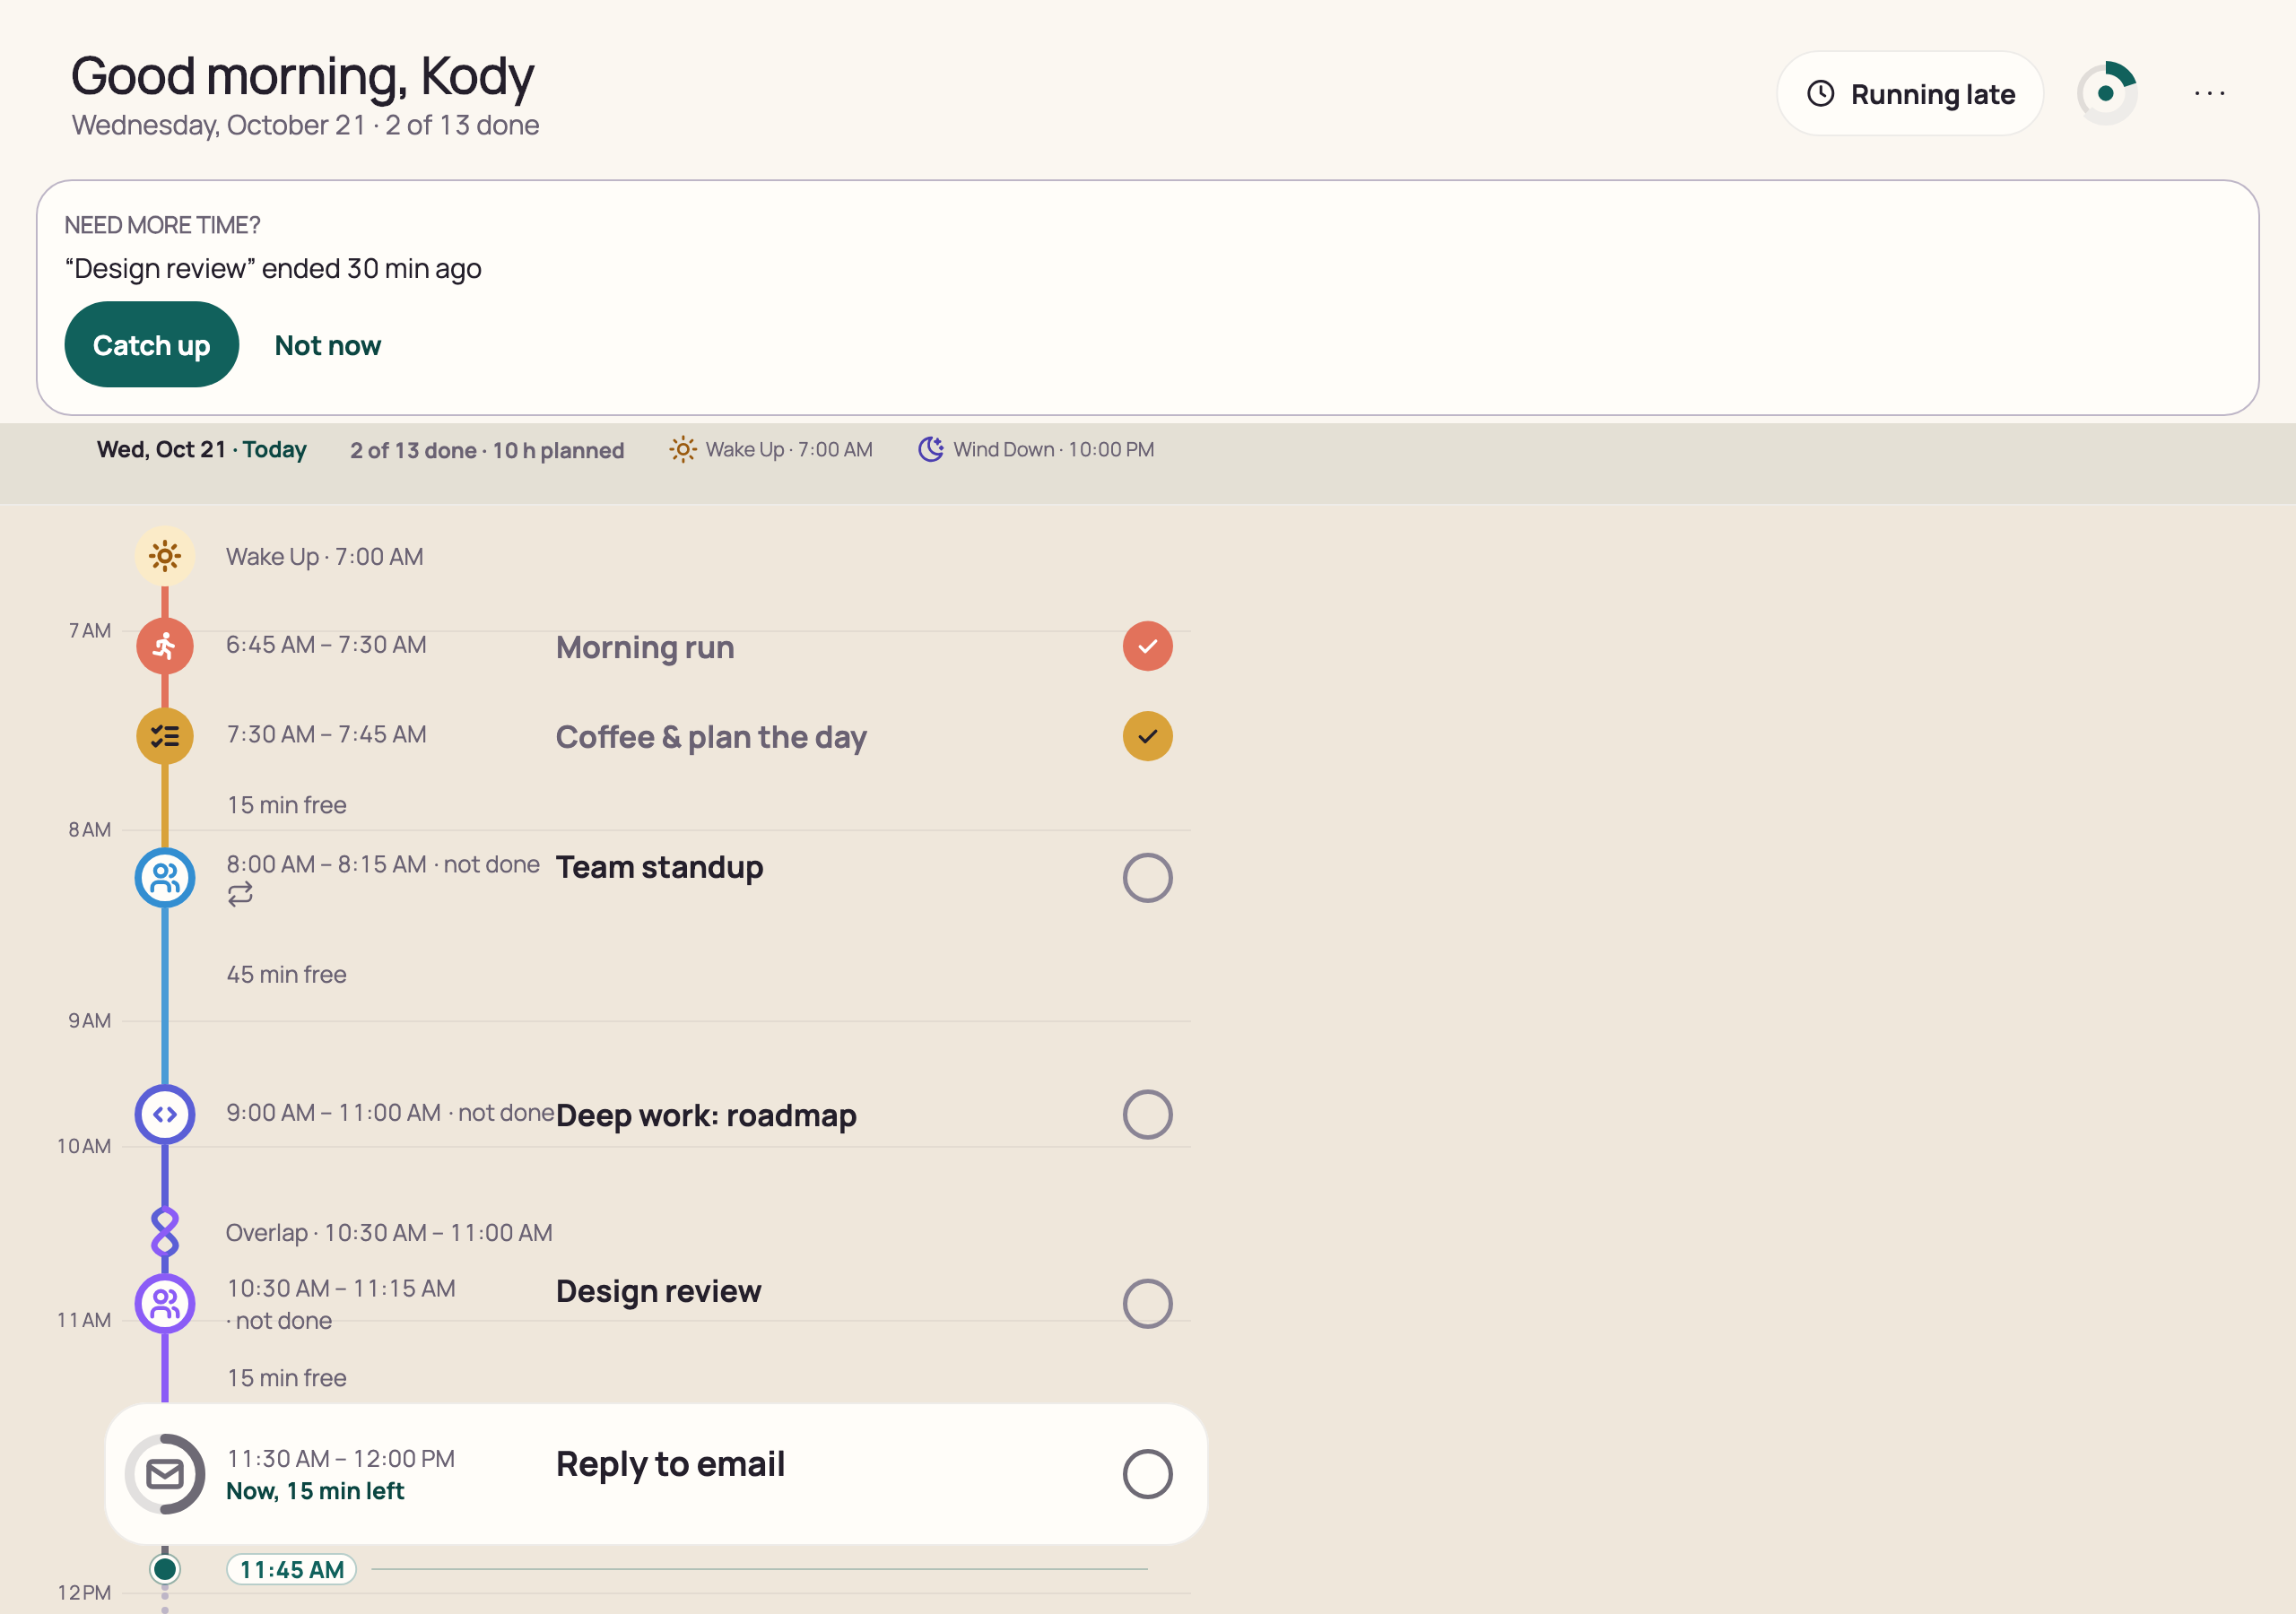 Good morning, Kody
Wednesday, October 21 · 2 of 13 done
Running late
NEED MORE TIME?
“Design review” ended 30 min ago
Catch up
Not now
Wed, Oct 21 · Today
2 of 13 done · 10 h planned
Wake Up · 7:00 AM
Wind Down · 10:00 PM
Wake Up · 7:00 AM
7 AM
6:45 AM – 7:30 AM
Morning run
7:30 AM – 7:45 AM
Coffee & plan the day
15 min free
8 AM
8:00 AM – 8:15 AM · not done
Team standup
45 min free
9 AM
9:00 AM – 11:00 AM · not done
Deep work: roadmap
10 AM
Overlap · 10:30 AM – 11:00 AM
10:30 AM – 11:15 AM
Design review
11 AM
· not done
15 min free
11:30 AM – 12:00 PM
Reply to email
Now, 15 min left
11:45 AM
12 PM